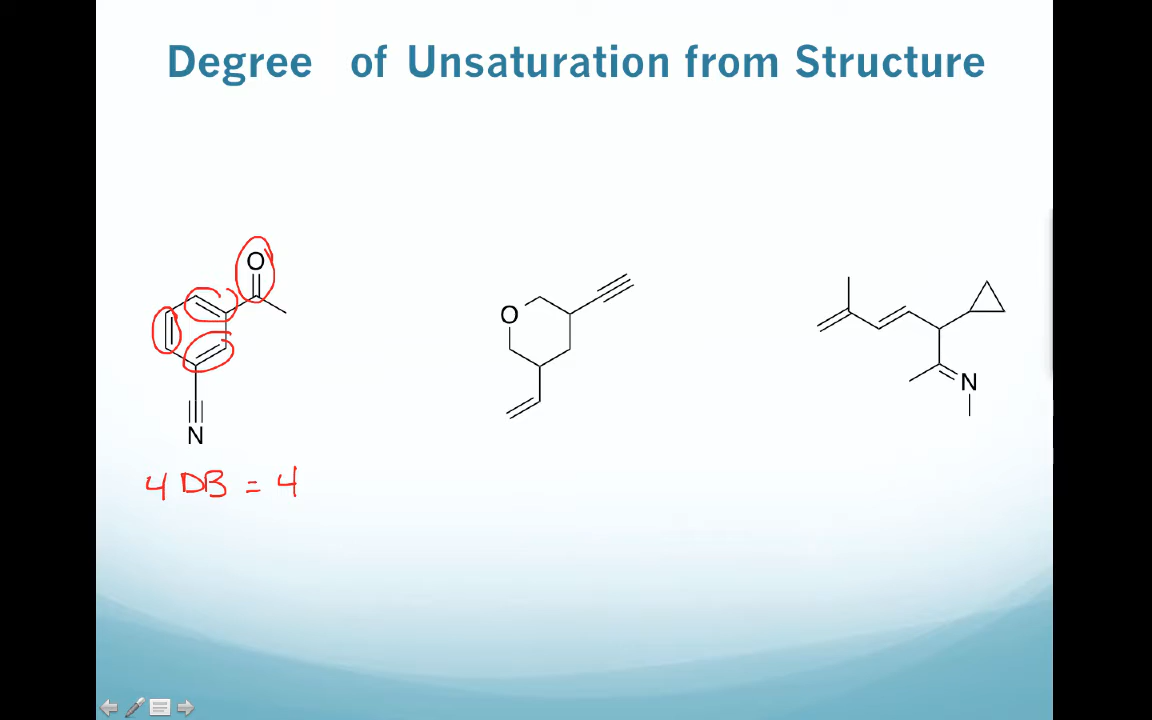 Degree of Unsaturation from Structure
O
O
N
N
4 DB = 4